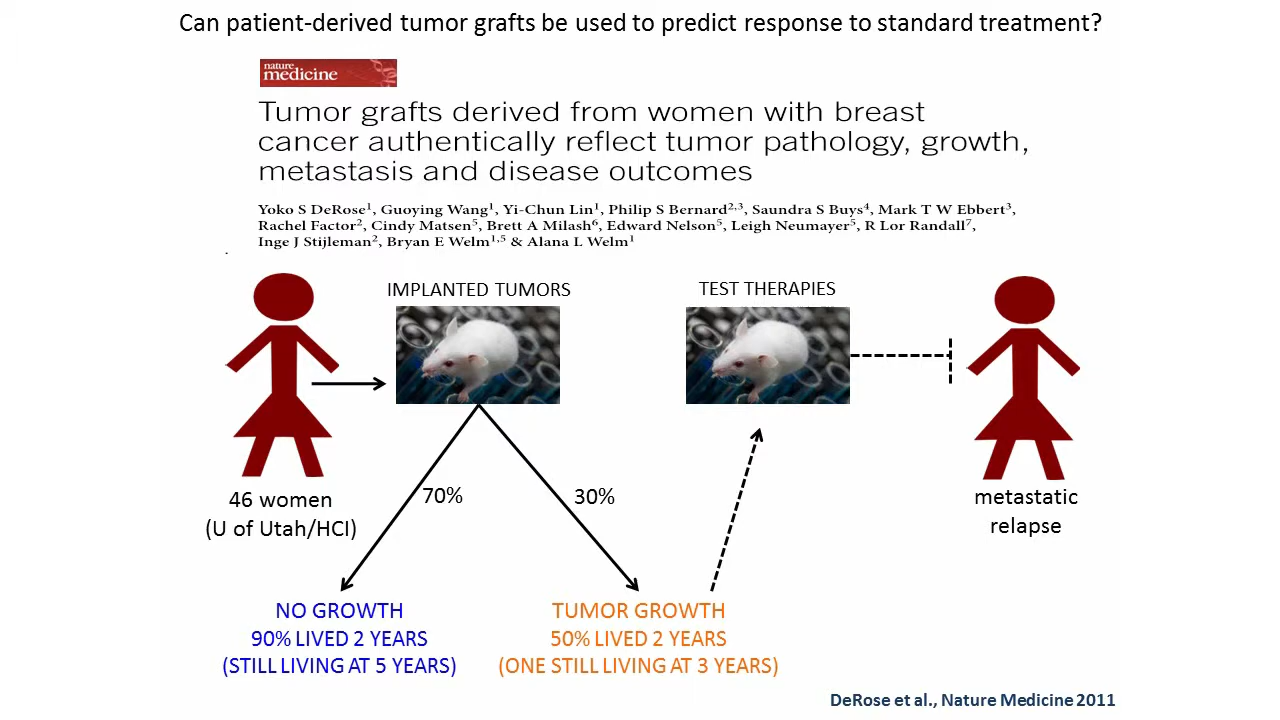 Can patient-derived tumor grafts be used to predict response to standard treatment?
nature
medicine
Tumor grafts derived from women with breast
cancer authentically reflect tumor pathology, growth,
metastasis and disease outcomes
Yoko S DeRose¹, Guoying Wang¹, Yi-Chun Lin¹, Philip S Bernard²,³, Saundra S Buys⁴, Mark T W Ebbert³,
Rachel Factor², Cindy Matsen⁵, Brett A Milash⁶, Edward Nelson⁵, Leigh Neumayer⁵, R Lor Randall⁷,
Inge J Stijleman², Bryan E Welm¹,⁵ & Alana L Welm¹
IMPLANTED TUMORS
TEST THERAPIES
46 women
(U of Utah/HCI)
70%
30%
metastatic
relapse
NO GROWTH
90% LIVED 2 YEARS
(STILL LIVING AT 5 YEARS)
TUMOR GROWTH
50% LIVED 2 YEARS
(ONE STILL LIVING AT 3 YEARS)
DeRose et al., Nature Medicine 2011